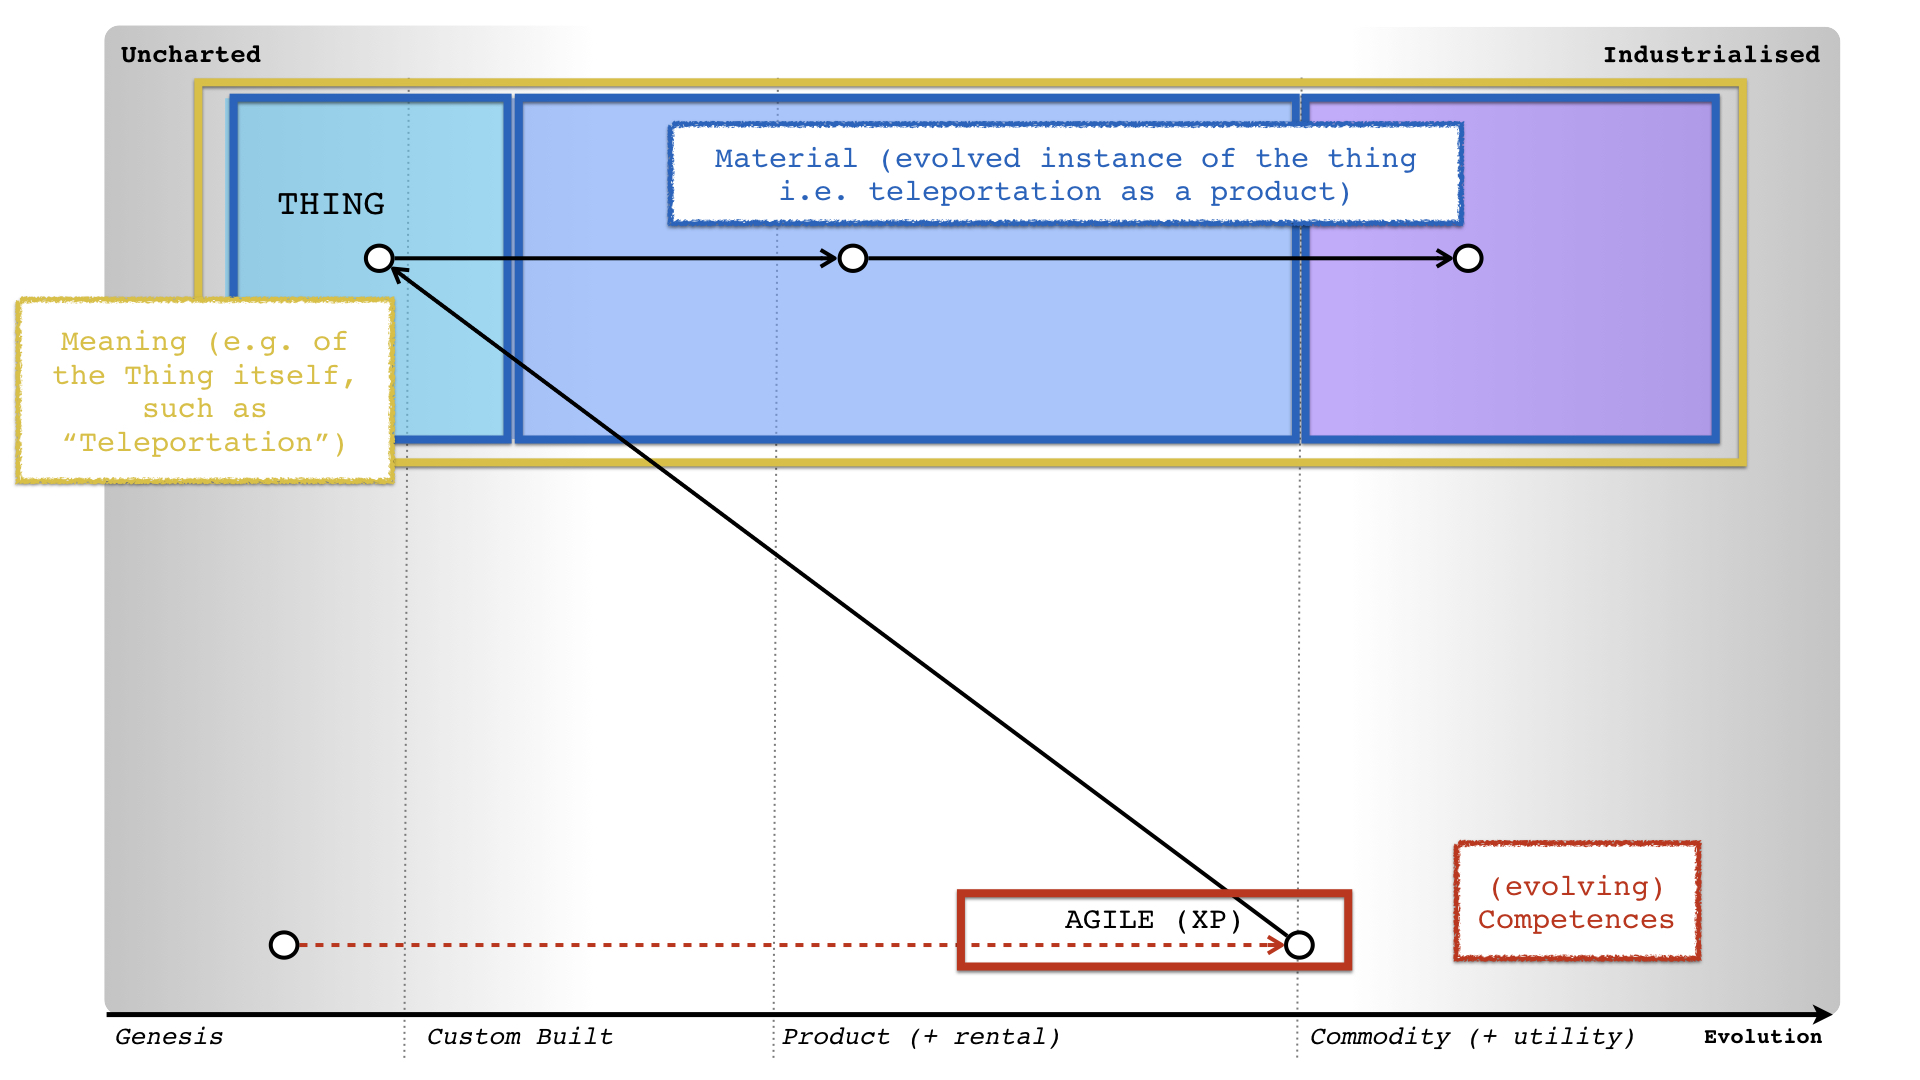 Uncharted
Industrialised
Material (evolved instance of the thing
i.e. teleportation as a product)
THING
Meaning (e.g. of
the Thing itself,
such as
“Teleportation”)
(evolving)
Competences
AGILE (XP)
Genesis
Custom Built
Product (+ rental)
Commodity (+ utility)
Evolution